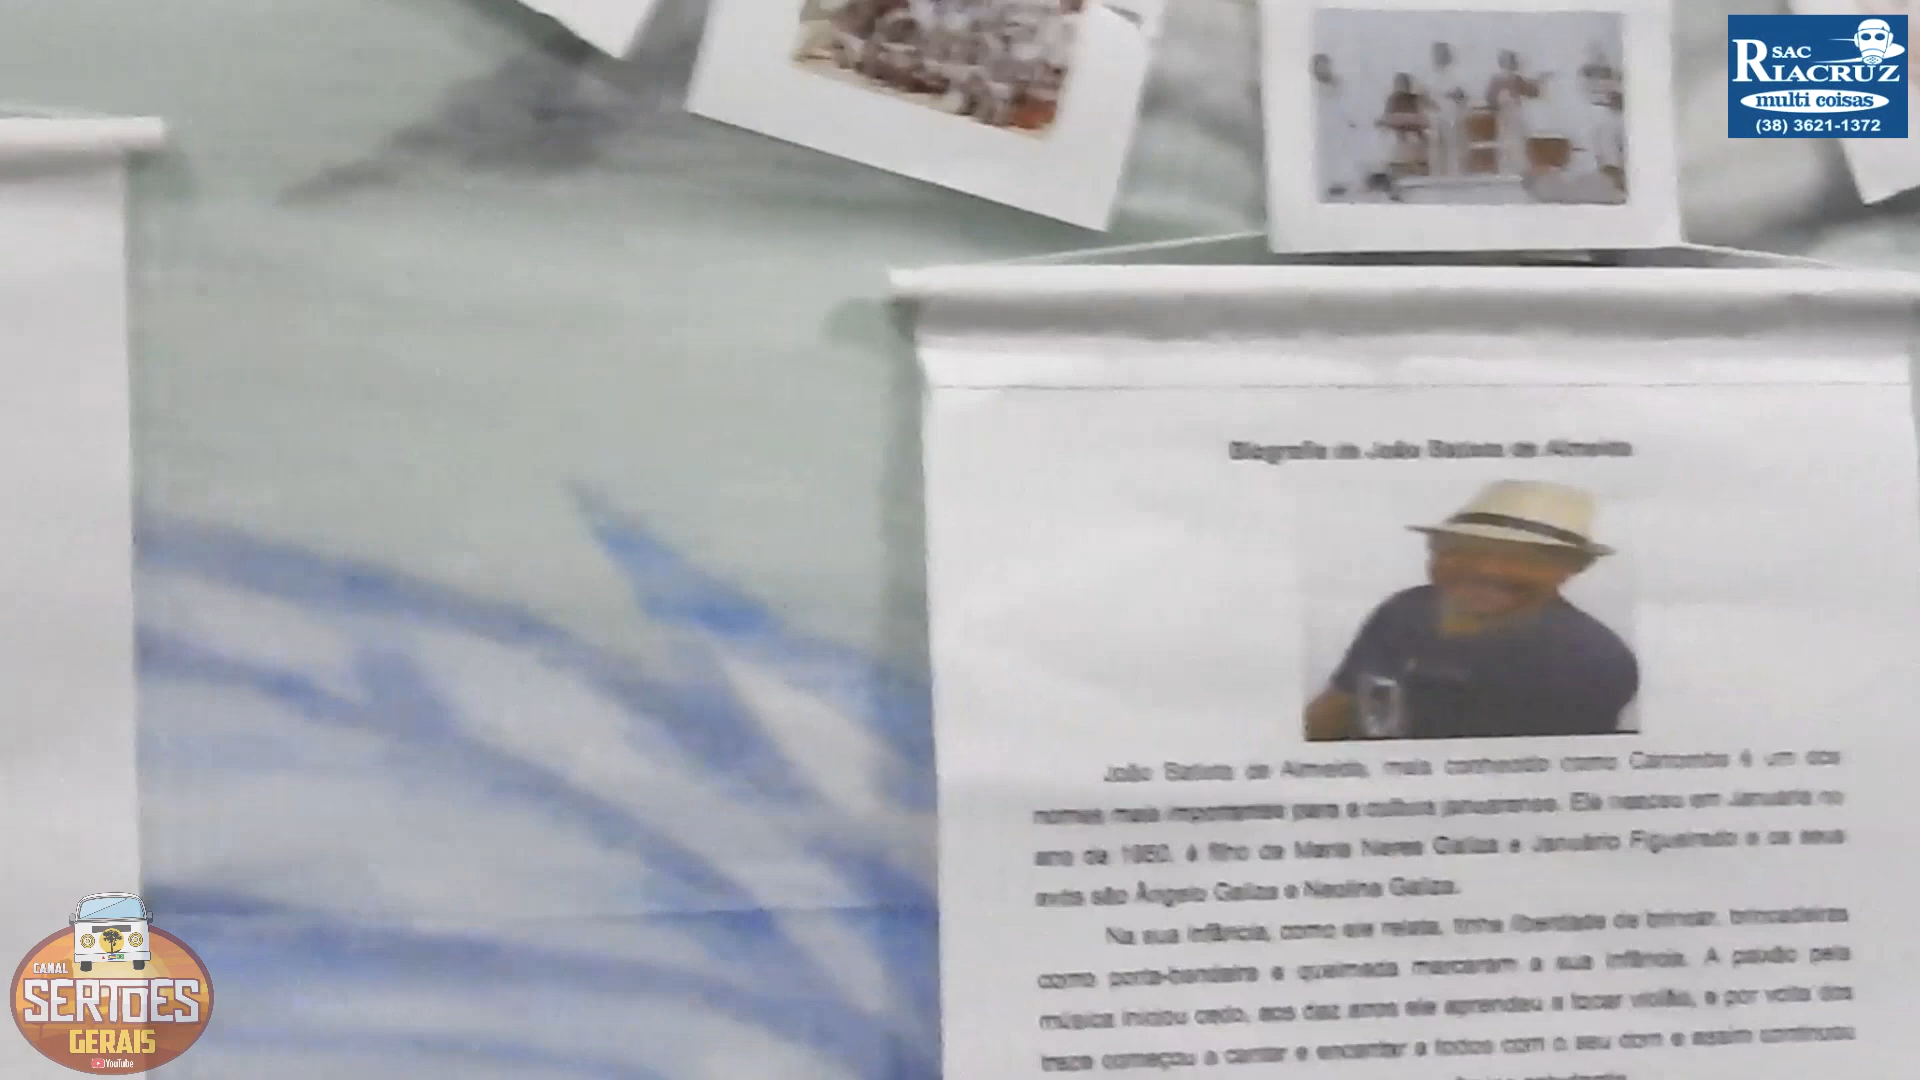 SAC
RIACRUZ
multi coisas
(38) 3621-1372
Biografia de João Batista de Almeida
João Batista de Almeida, mais conhecido como é um dos
nomes mais importantes para a cultura januarense. Ele nasceu em Januária no
ano de é filho de Maria Neres Galiza e Januário Figueiredo e os seus
avós são Ângelo Galiza e Neolina Galiza.
Na sua infância, como ele relata, tinha liberdade de brincar, brincadeiras
como porta-bandeira e queimada marcaram a sua infância. A paixão pela
música iniciou cedo, aos dez anos ele aprendeu a tocar violão, e por volta dos
treze começou a cantar e encantar a todos com o seu dom e assim continuou
CANAL
SERTÕES
GERAIS
YouTube